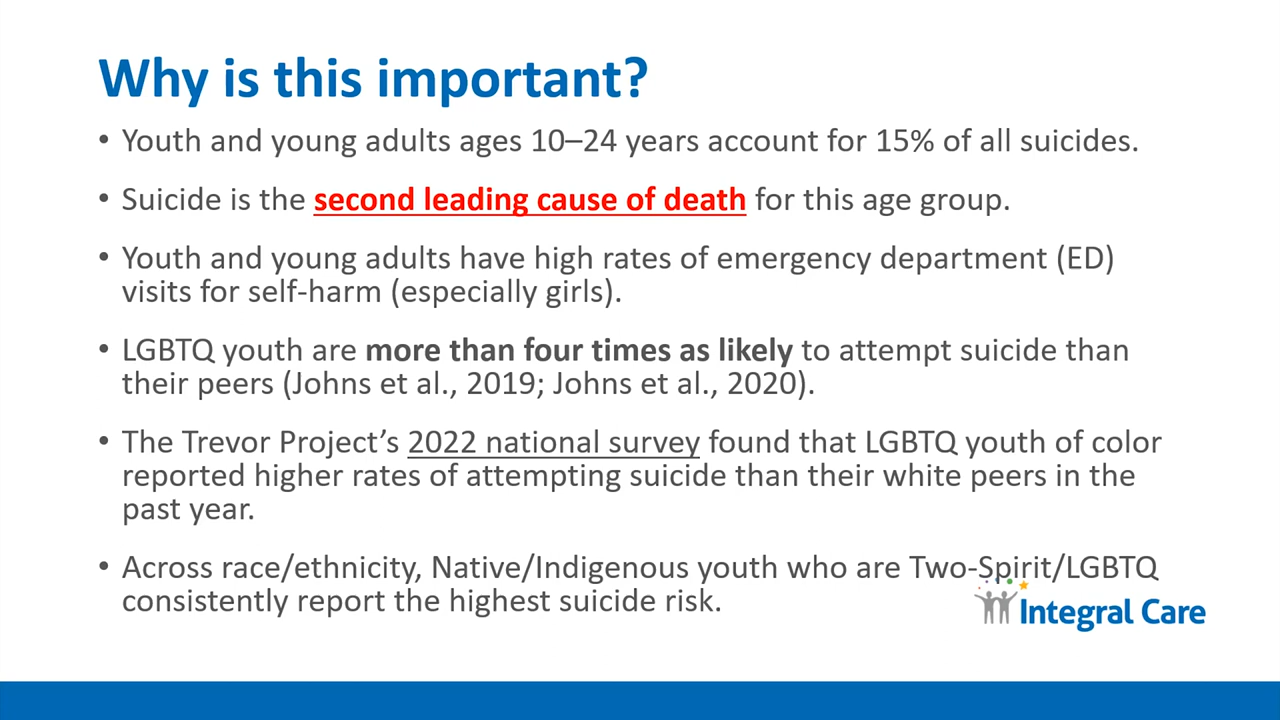 Why is this important?
• Youth and young adults ages 10–24 years account for 15% of all suicides.
• Suicide is the second leading cause of death for this age group.
• Youth and young adults have high rates of emergency department (ED)
visits for self-harm (especially girls).
• LGBTQ youth are more than four times as likely to attempt suicide than
their peers (Johns et al., 2019; Johns et al., 2020).
• The Trevor Project’s 2022 national survey found that LGBTQ youth of color
reported higher rates of attempting suicide than their white peers in the
past year.
• Across race/ethnicity, Native/Indigenous youth who are Two-Spirit/LGBTQ
consistently report the highest suicide risk.
Integral Care